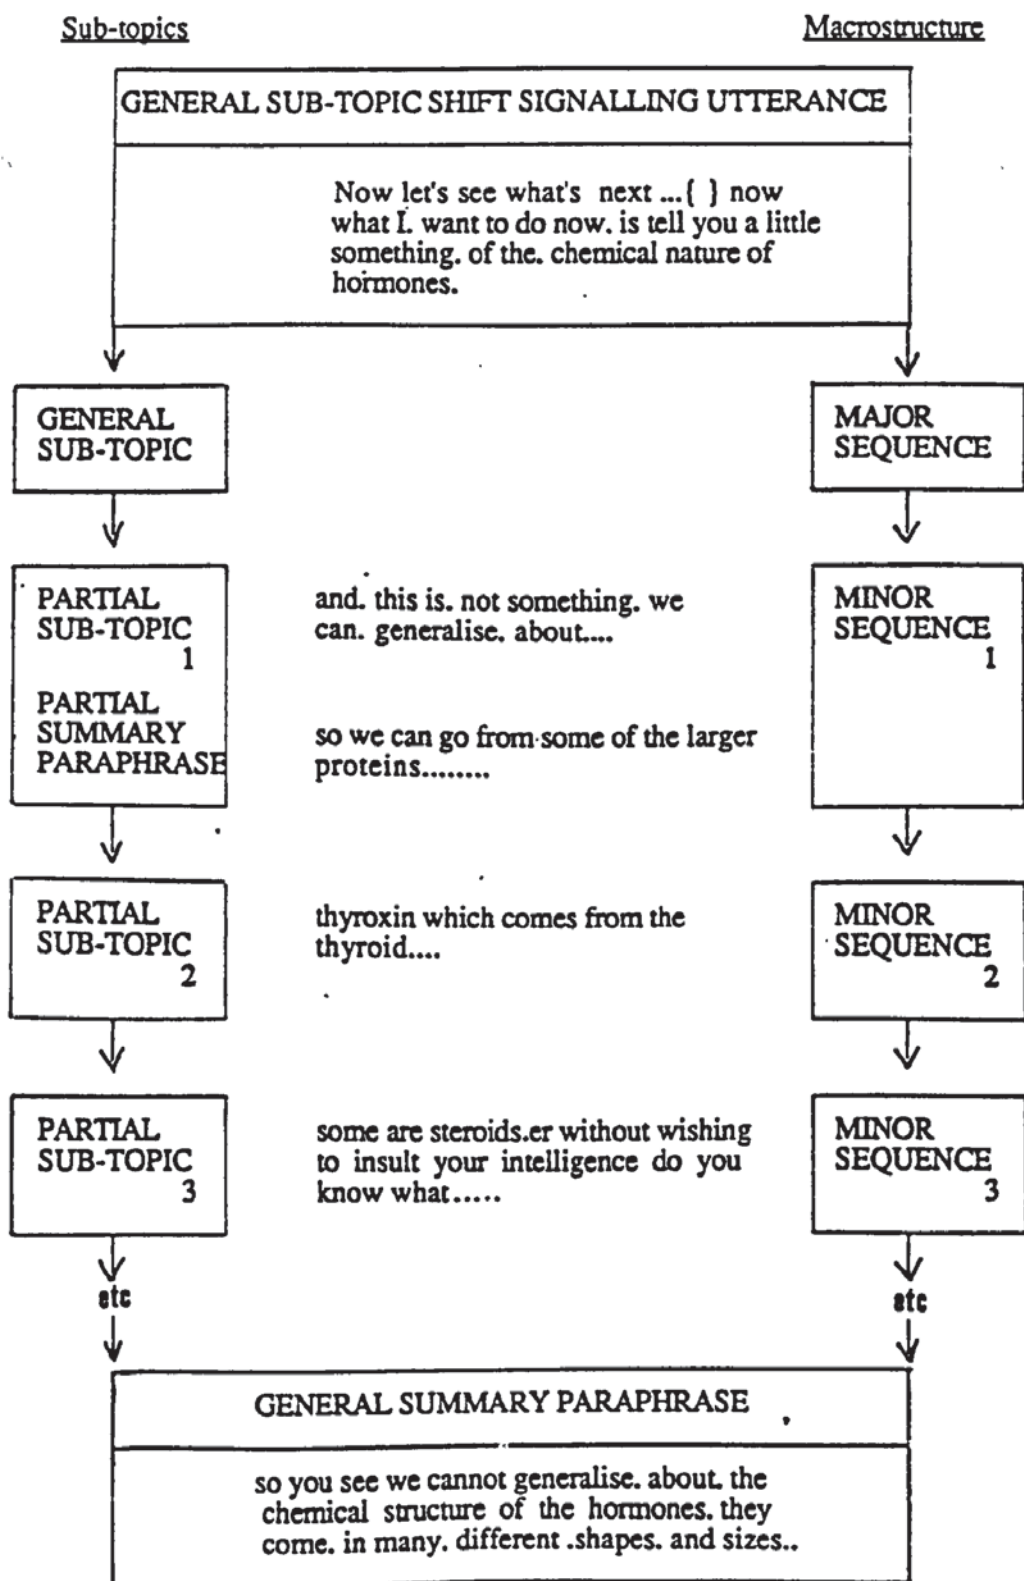 Sub-topics
Macrostructure
GENERAL SUB-TOPIC SHIFT SIGNALLING UTTERANCE
Now let's see what's next ...{ } now
what I. want to do now. is tell you a little
something. of the. chemical nature of
hormones.
GENERAL
SUB-TOPIC
MAJOR
SEQUENCE
PARTIAL
SUB-TOPIC
1
and. this is. not something. we
can. generalise. about....
MINOR
SEQUENCE
1
PARTIAL
SUMMARY
PARAPHRASE
so we can go from some of the larger
proteins........
PARTIAL
SUB-TOPIC
2
thyroxin which comes from the
thyroid....
MINOR
SEQUENCE
2
PARTIAL
SUB-TOPIC
3
some are steroids.er without wishing
to insult your intelligence do you
know what.....
MINOR
SEQUENCE
3
etc
etc
GENERAL SUMMARY PARAPHRASE
so you see we cannot generalise. about. the
chemical structure of the hormones. they
come. in many. different .shapes. and sizes..